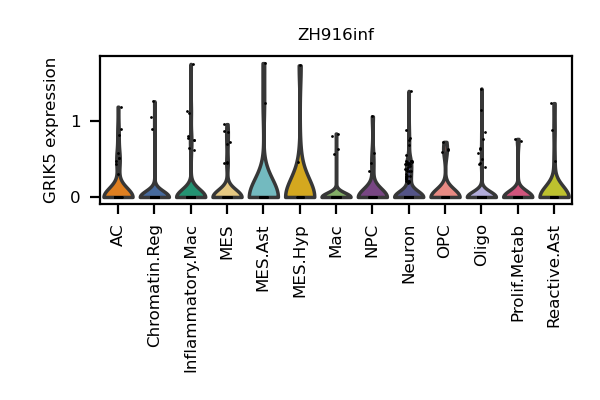 ZH916inf
GRIK5 expression
1
0
AC
Chromatin.Reg
Inflammatory.Mac
MES
MES.Ast
MES.Hyp
Mac
NPC
Neuron
OPC
Oligo
Prolif.Metab
Reactive.Ast